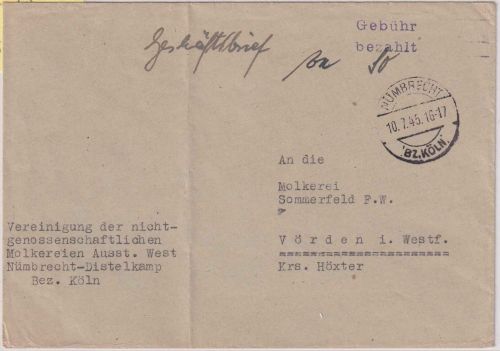 Gebühr
bezahlt
Geschäftsbrief
NÜMBRECHT
10.7.45.16-17
BZ.KÖLN.
An die
Molkerei
Sommerfeld F.W.
Vörden i. Westf.
Krs. Höxter
Vereinigung der nicht-
genossenschaftlichen
Molkereien Ausst. West
Nümbrecht-Distelkamp
Bez. Köln